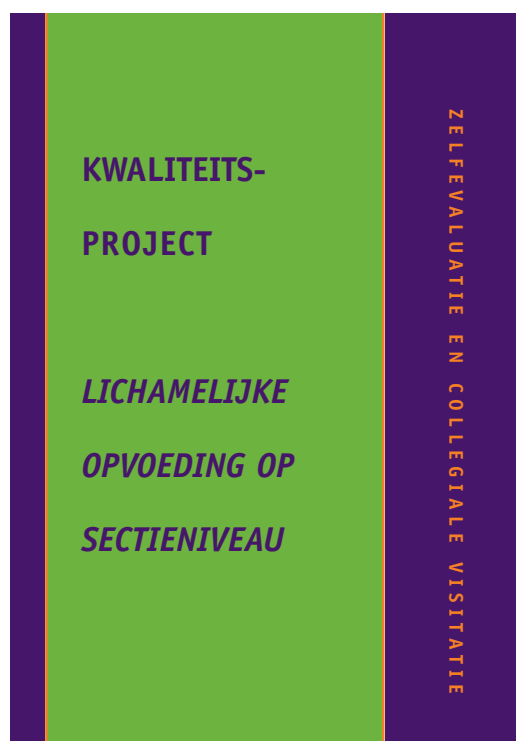 KWALITEITS-
PROJECT
LICHAMELIJKE
OPVOEDING OP
SECTIENIVEAU
ZELFEVALUATIE EN COLLEGIALE VISITATIE